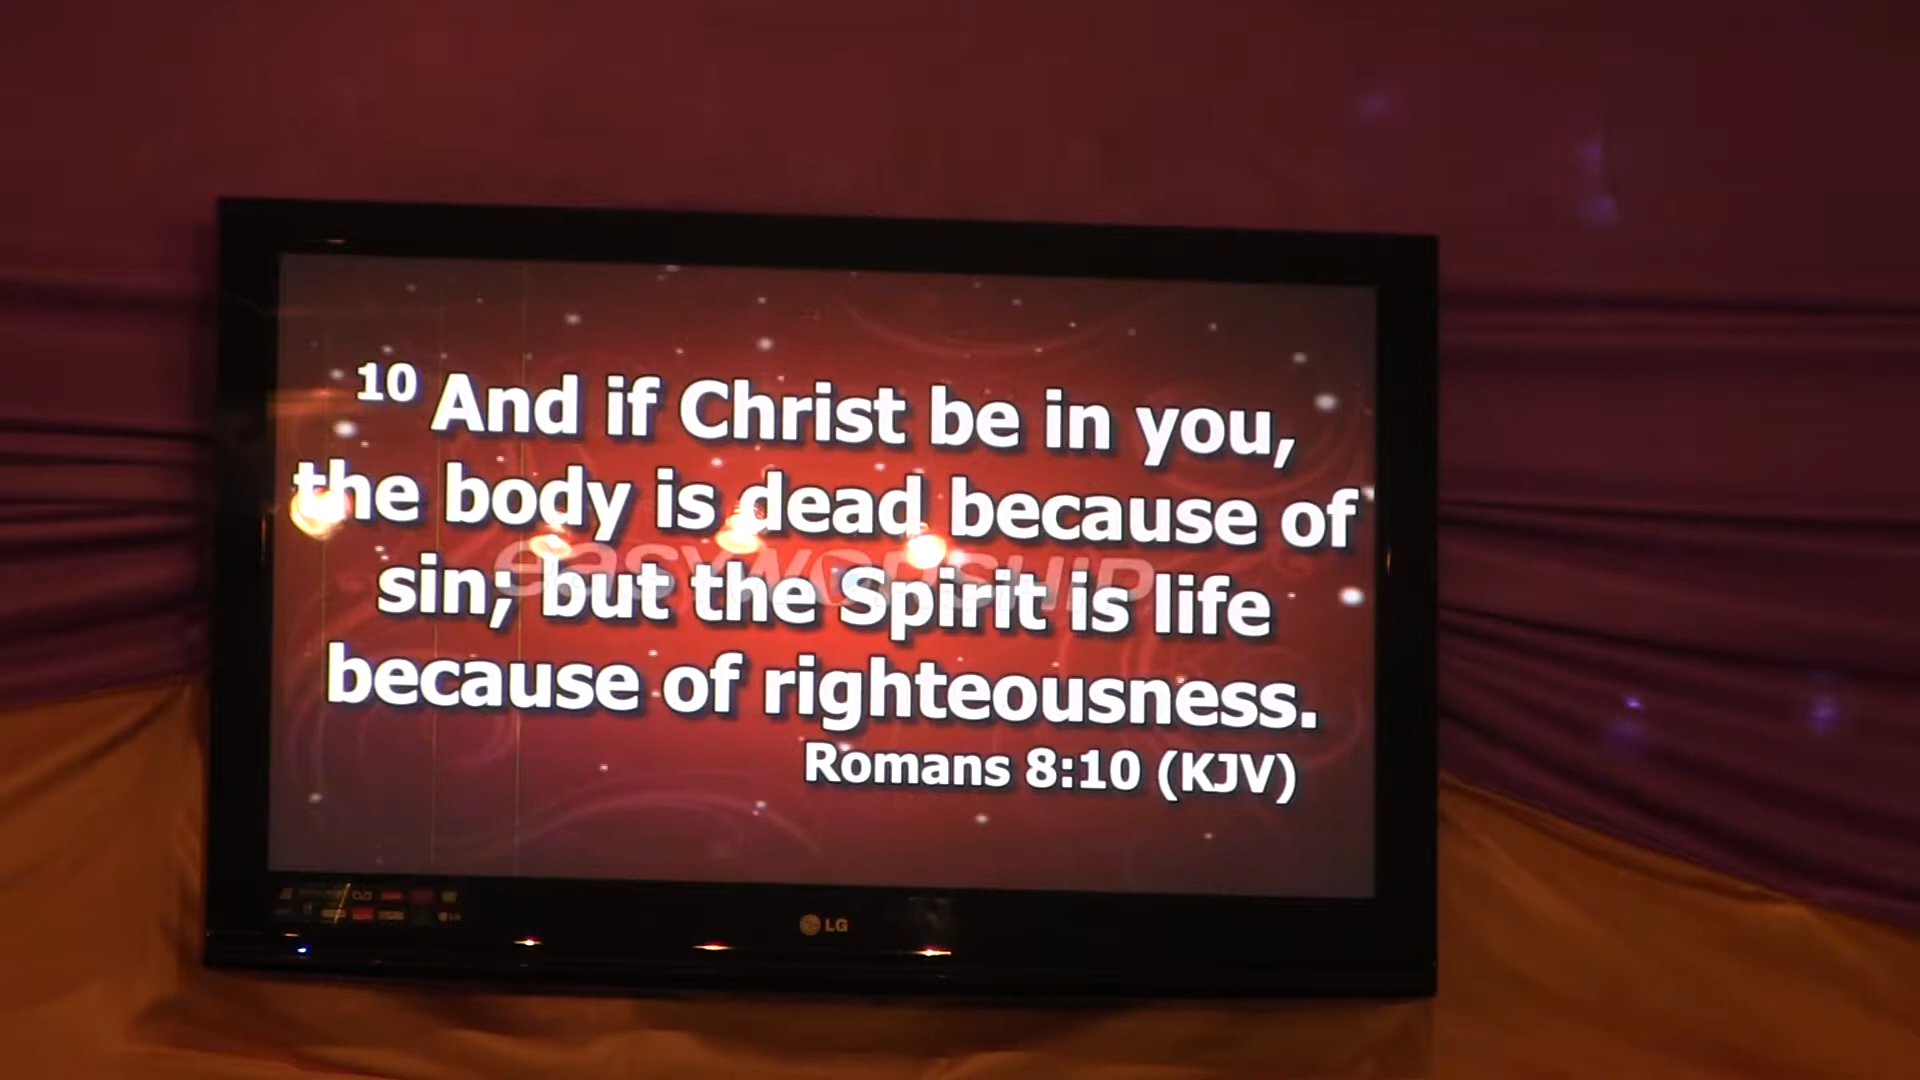 10 And if Christ be in you,
the body is dead because of
easyworship
sin; but the Spirit is life
because of righteousness.
Romans 8:10 (KJV)
LG